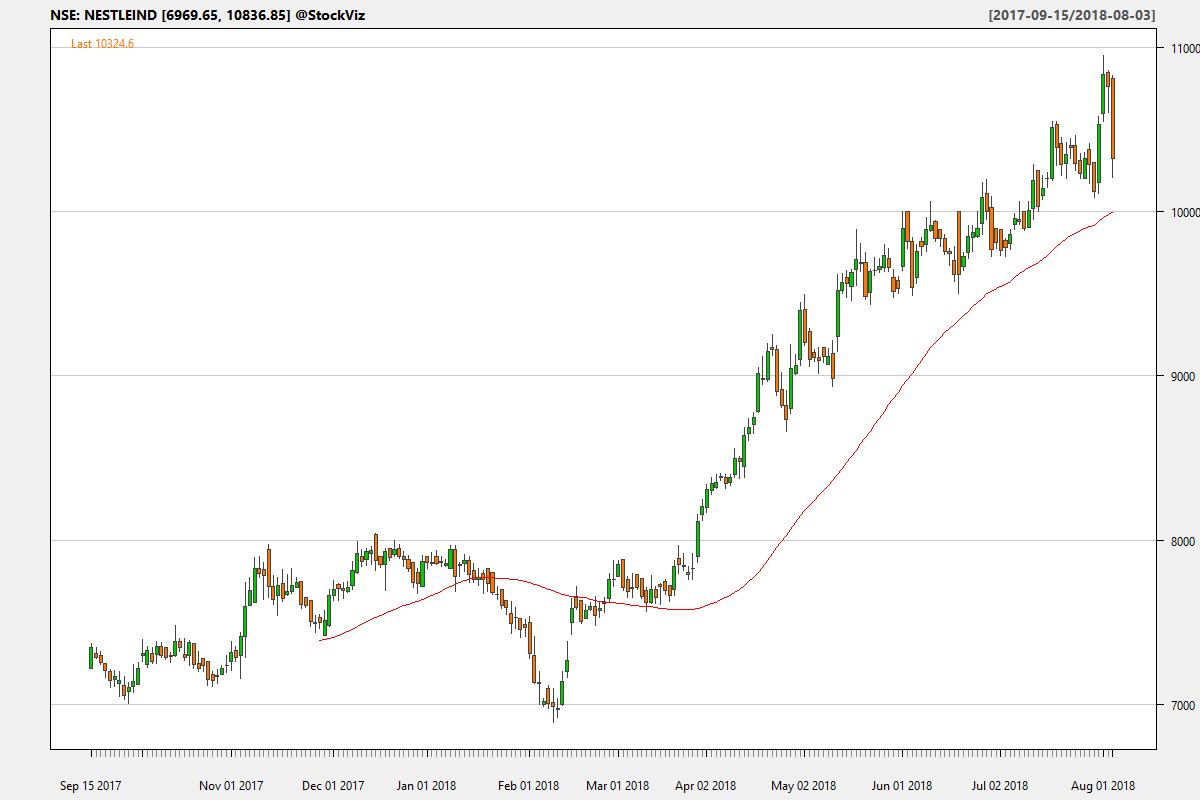 NSE: NESTLEIND [6969.65, 10836.85] @StockViz
[2017-09-15/2018-08-03]
Last 10324.6
11000
10000
9000
8000
7000
Sep 15 2017 Nov 01 2017 Dec 01 2017 Jan 01 2018 Feb 01 2018 Mar 01 2018 Apr 02 2018 May 02 2018 Jun 01 2018 Jul 02 2018 Aug 01 2018